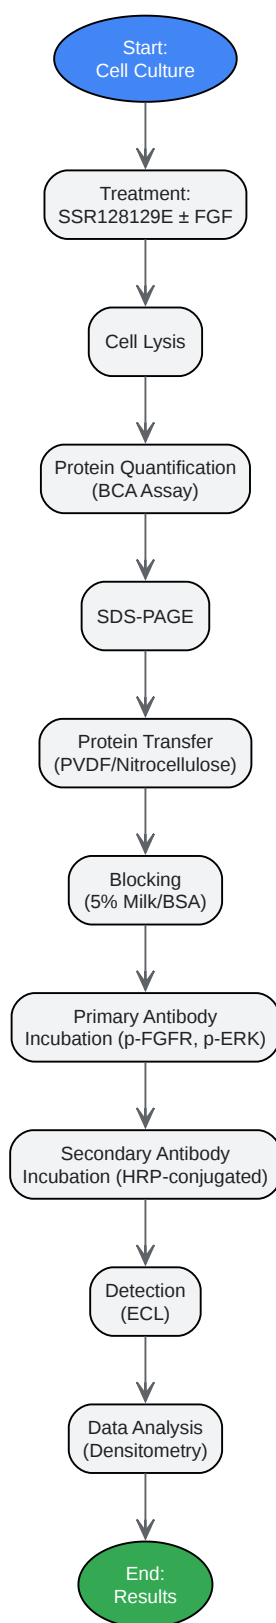 Start:
Cell Culture
Treatment:
SSR128129E ± FGF
Cell Lysis
Protein Quantification
(BCA Assay)
SDS-PAGE
Protein Transfer
(PVDF/Nitrocellulose)
Blocking
(5% Milk/BSA)
Primary Antibody
Incubation (p-FGFR, p-ERK)
Secondary Antibody
Incubation (HRP-conjugated)
Detection
(ECL)
Data Analysis
(Densitometry)
End:
Results